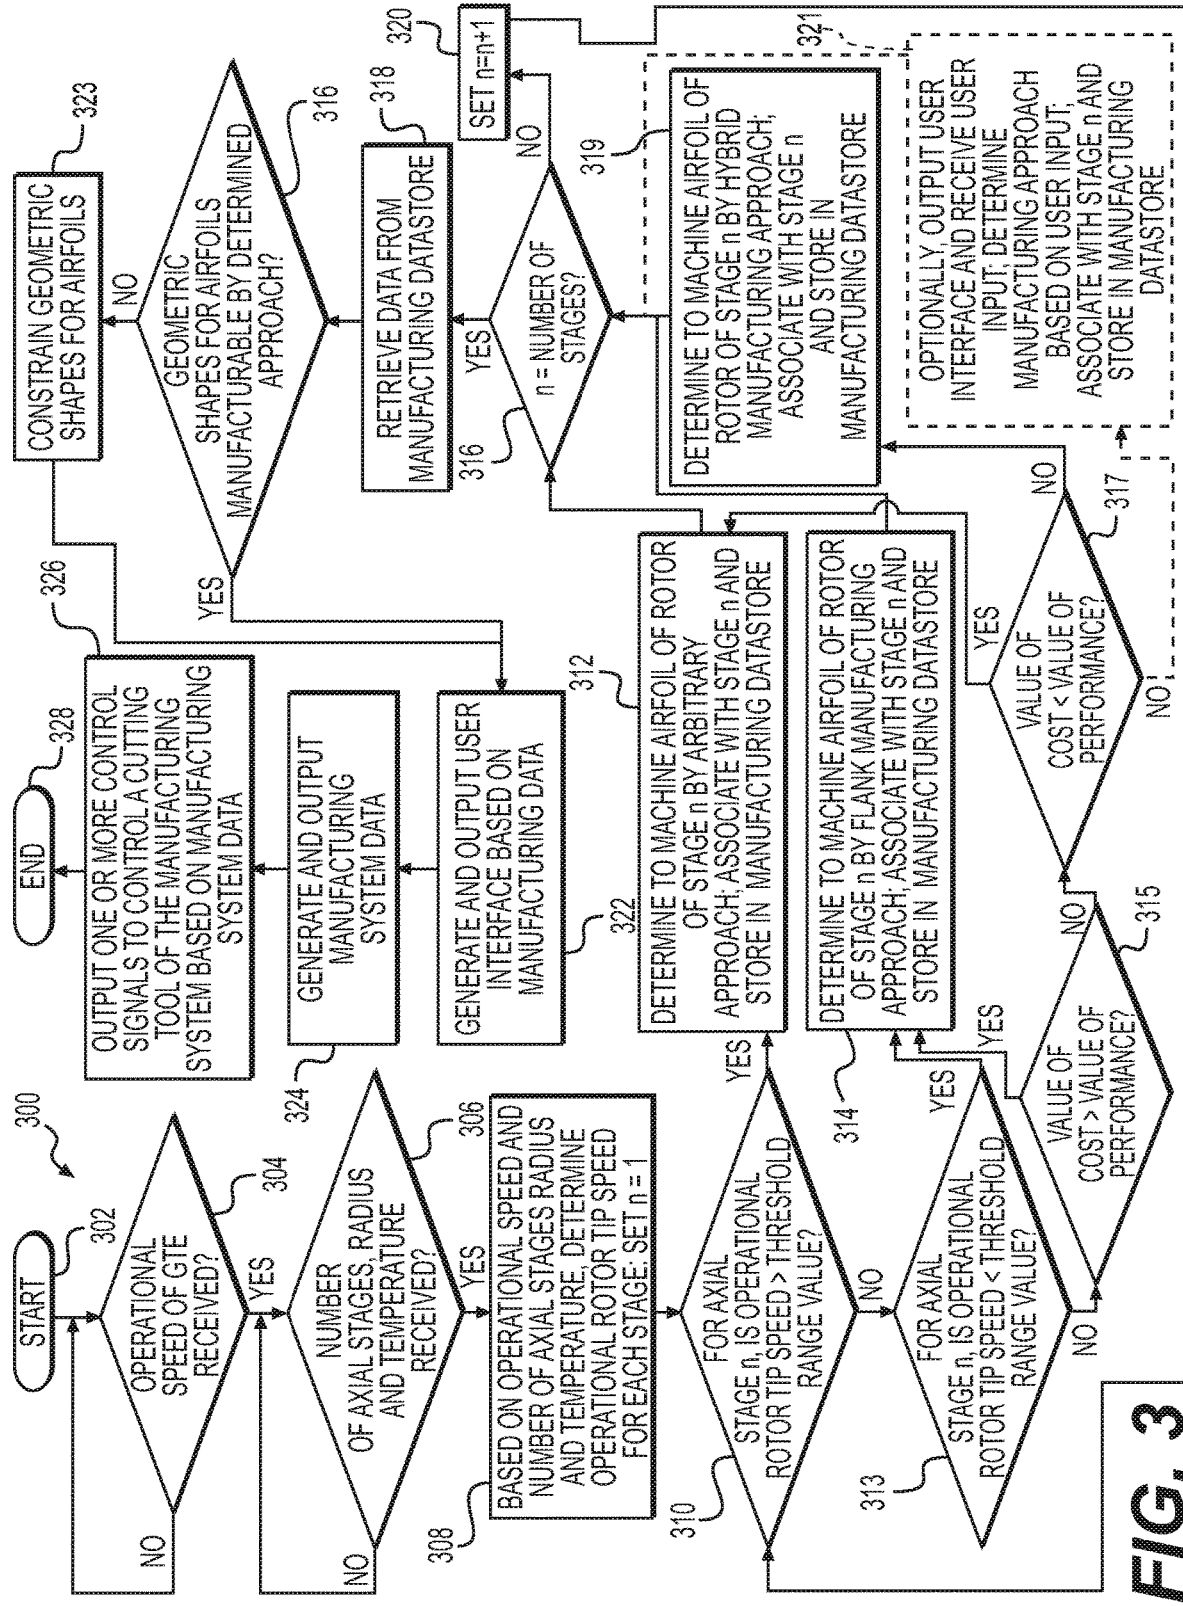 300
START
302
OPERATIONAL
SPEED OF GTE
RECEIVED?
304
NO
YES
NUMBER
OF AXIAL STAGES, RADIUS
AND TEMPERATURE
RECEIVED?
306
NO
YES
BASED ON OPERATIONAL SPEED AND
NUMBER OF AXIAL STAGES RADIUS
AND TEMPERATURE, DETERMINE
OPERATIONAL ROTOR TIP SPEED
FOR EACH STAGE; SET n = 1
308
FOR AXIAL
STAGE n, IS OPERATIONAL
ROTOR TIP SPEED > THRESHOLD
RANGE VALUE?
310
YES
NO
FOR AXIAL
STAGE n, IS OPERATIONAL
ROTOR TIP SPEED < THRESHOLD
RANGE VALUE?
313
YES
NO
FIG. 3
END
328
OUTPUT ONE OR MORE CONTROL
SIGNALS TO CONTROL A CUTTING
TOOL OF THE MANUFACTURING
SYSTEM BASED ON MANUFACTURING
SYSTEM DATA
326
GENERATE AND OUTPUT
MANUFACTURING
SYSTEM DATA
324
GENERATE AND OUTPUT USER
INTERFACE BASED ON
MANUFACTURING DATA
322
DETERMINE TO MACHINE AIRFOIL OF ROTOR
OF STAGE n BY ARBITRARY
APPROACH; ASSOCIATE WITH STAGE n AND
STORE IN MANUFACTURING DATASTORE
312
DETERMINE TO MACHINE AIRFOIL OF ROTOR
OF STAGE n BY FLANK MANUFACTURING
APPROACH; ASSOCIATE WITH STAGE n AND
STORE IN MANUFACTURING DATASTORE
314
VALUE OF
COST > VALUE OF
PERFORMANCE?
315
YES
NO
VALUE OF
COST < VALUE OF
PERFORMANCE?
317
YES
NO
NO
CONSTRAIN GEOMETRIC
SHAPES FOR AIRFOILS
323
NO
GEOMETRIC
SHAPES FOR AIRFOILS
MANUFACTURABLE BY DETERMINED
APPROACH?
316
YES
RETRIEVE DATA FROM
MANUFACTURING DATASTORE
318
YES
n = NUMBER OF
STAGES?
316
NO
SET n=n+1
320
DETERMINE TO MACHINE AIRFOIL OF
ROTOR OF STAGE n BY HYBRID
MANUFACTURING APPROACH;
ASSOCIATE WITH STAGE n
AND STORE IN
MANUFACTURING DATASTORE
319
321
OPTIONALLY, OUTPUT USER
INTERFACE AND RECEIVE USER
INPUT; DETERMINE
MANUFACTURING APPROACH
BASED ON USER INPUT;
ASSOCIATE WITH STAGE n AND
STORE IN MANUFACTURING
DATASTORE